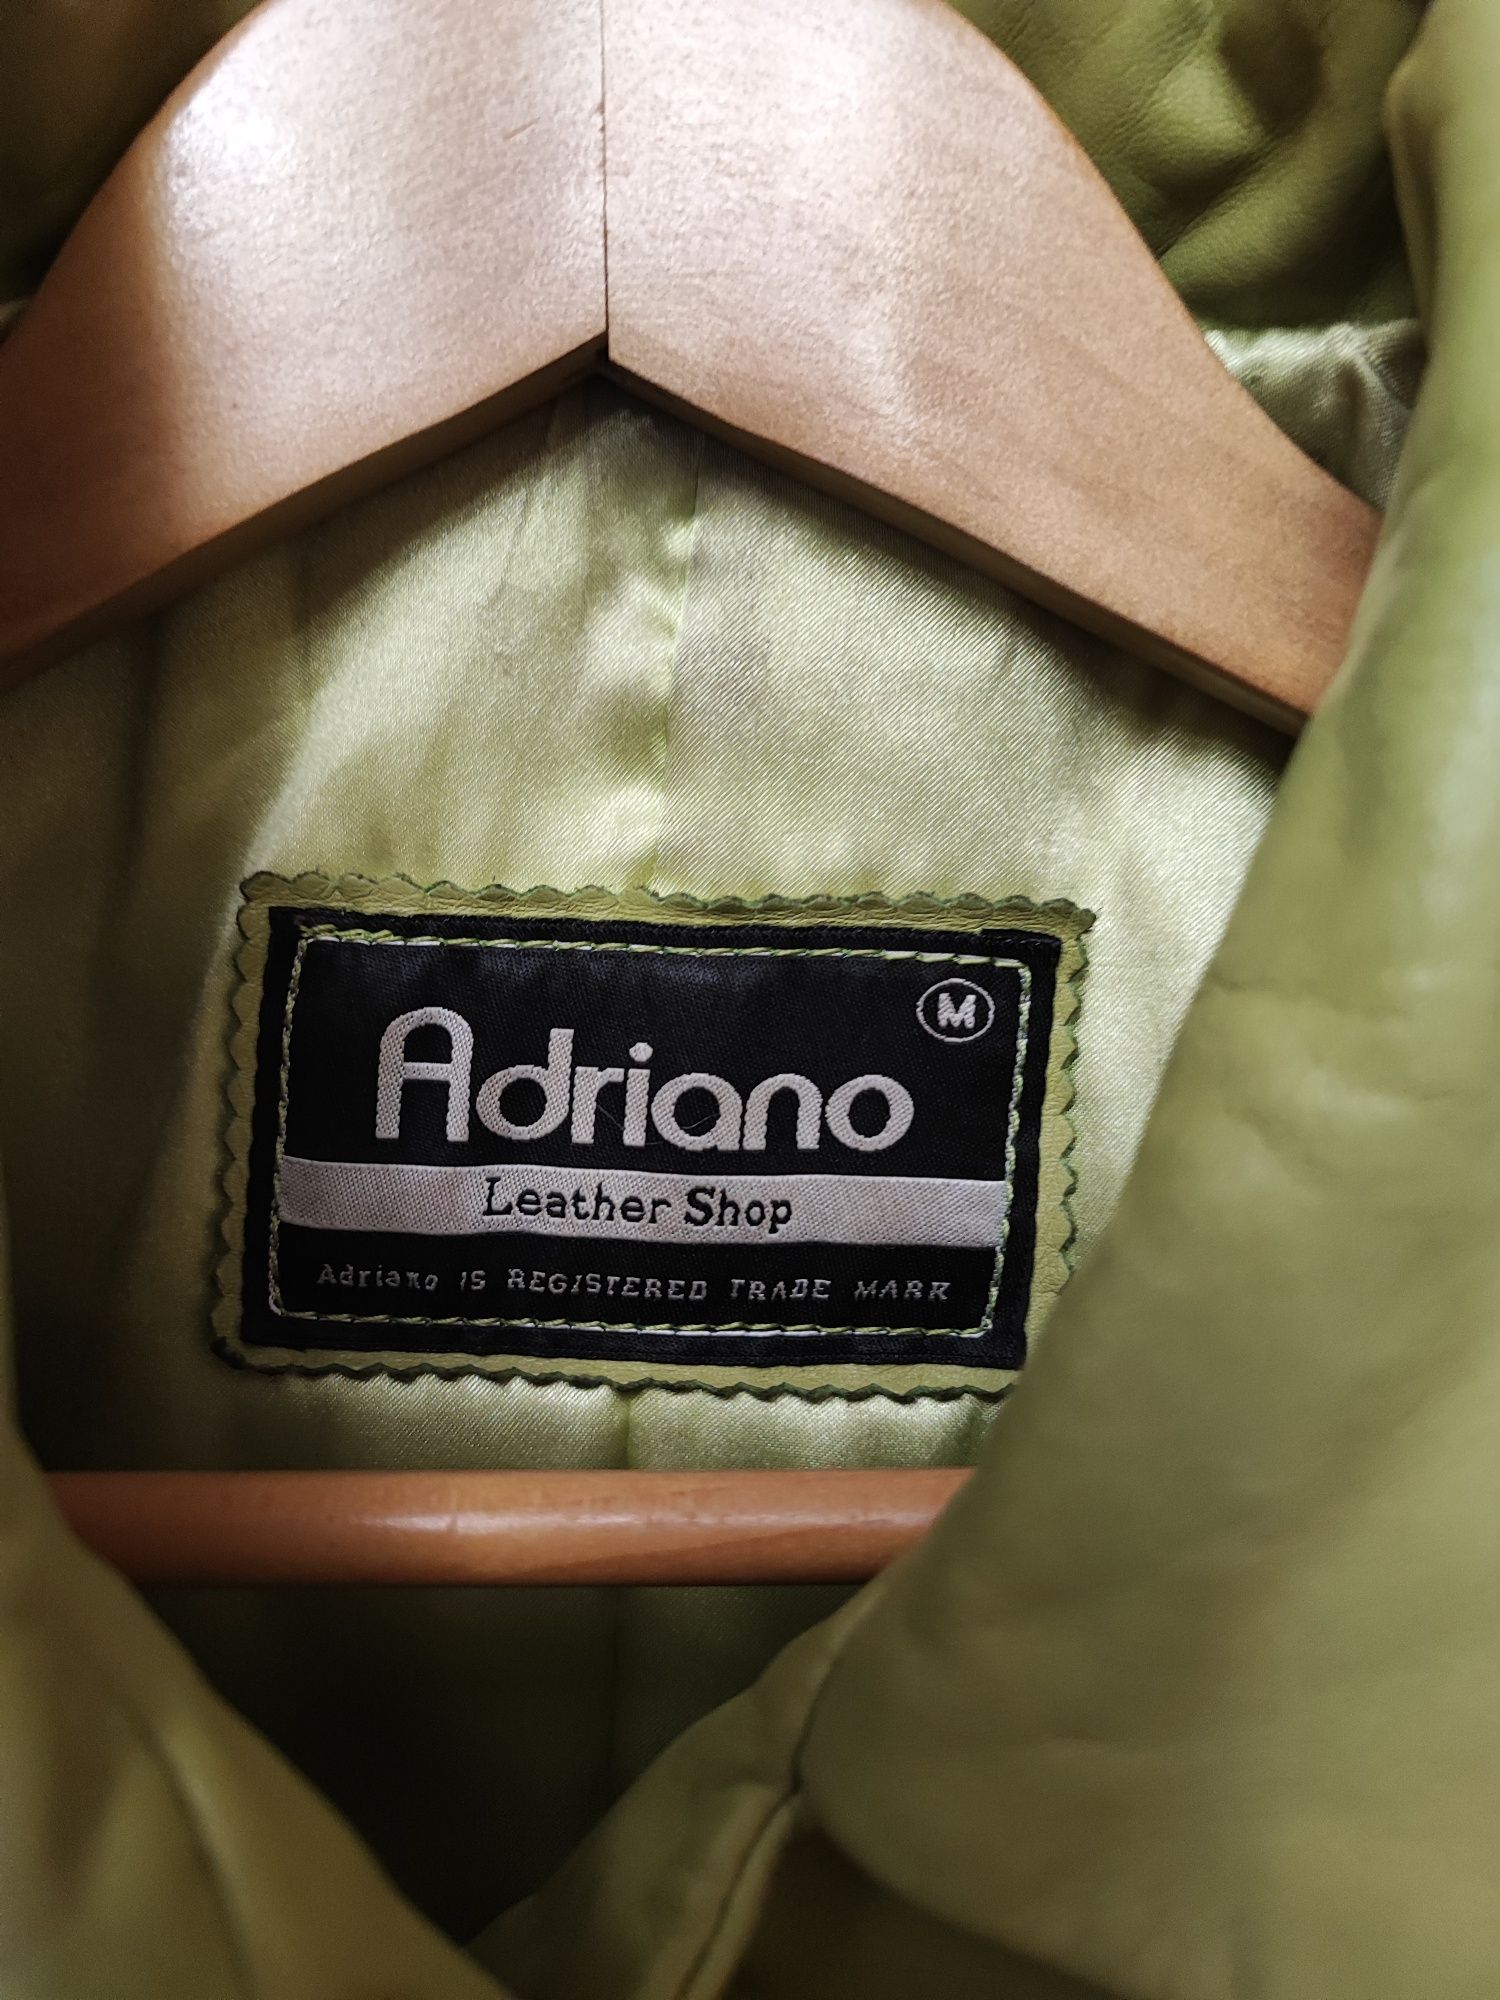 M
Adriano
Leather Shop
Adriano IS REGISTERED TRADE MARK